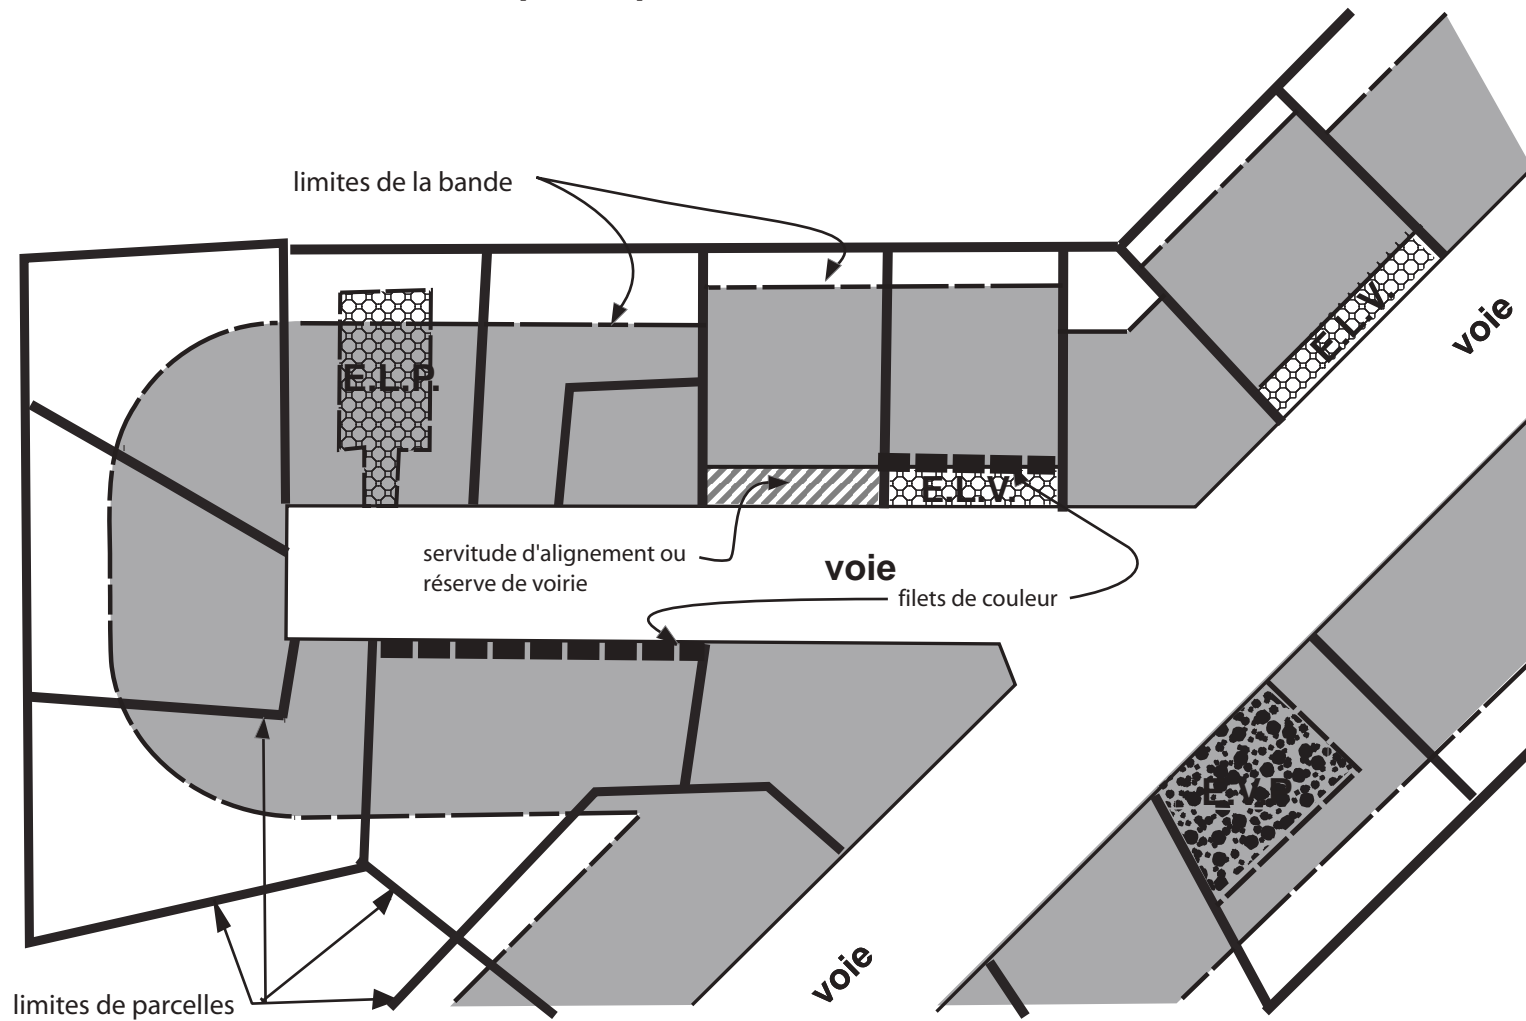 limites de la bande
E.L.P.
E.L.V.
voie
E.L.V.
servitude d'alignement ou
réserve de voirie
voie
filets de couleur
E.V.P.
voie
limites de parcelles